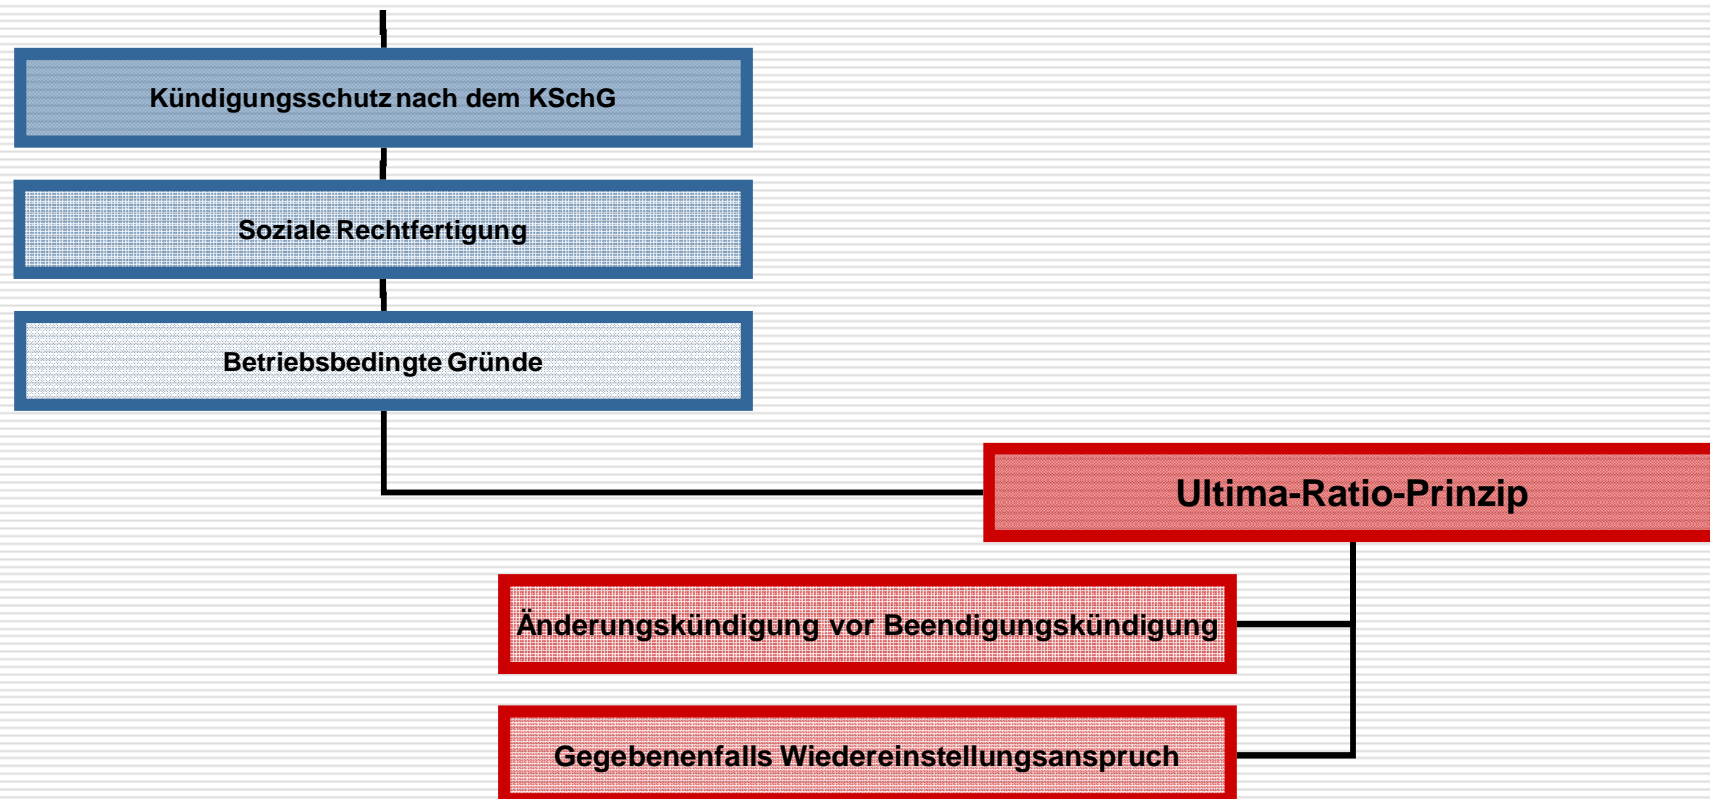 Kündigungsschutz nach dem KSchG
Soziale Rechtfertigung
Betriebsbedingte Gründe
Ultima-Ratio-Prinzip
Änderungskündigung vor Beendigungskündigung
Gegebenenfalls Wiedereinstellungsanspruch